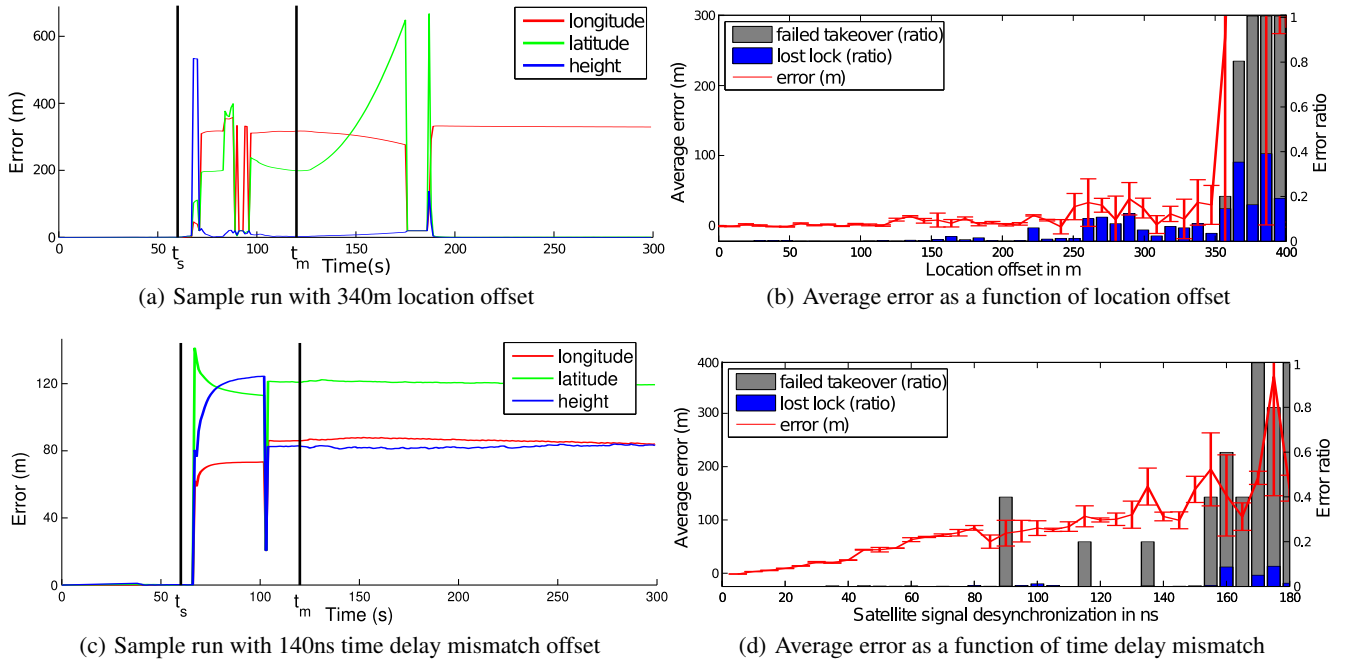 600
400
200
0
Error (m)
longitude
latitude
height
0
50
100
150
200
250
300
t_s
t_m
Time(s)
(a) Sample run with 340m location offset
300
200
100
0
Average error (m)
failed takeover (ratio)
lost lock (ratio)
error (m)
1
0.8
0.6
0.4
0.2
0
Error ratio
0
50
100
150
200
250
300
350
400
Location offset in m
(b) Average error as a function of location offset
120
80
40
0
Error (m)
longitude
latitude
height
0
50
100
150
200
250
300
t_s
t_m
Time (s)
(c) Sample run with 140ns time delay mismatch offset
400
300
200
100
0
Average error (m)
failed takeover (ratio)
lost lock (ratio)
error (m)
1
0.8
0.6
0.4
0.2
0
Error ratio
0
20
40
60
80
100
120
140
160
180
Satellite signal desynchronization in ns
(d) Average error as a function of time delay mismatch